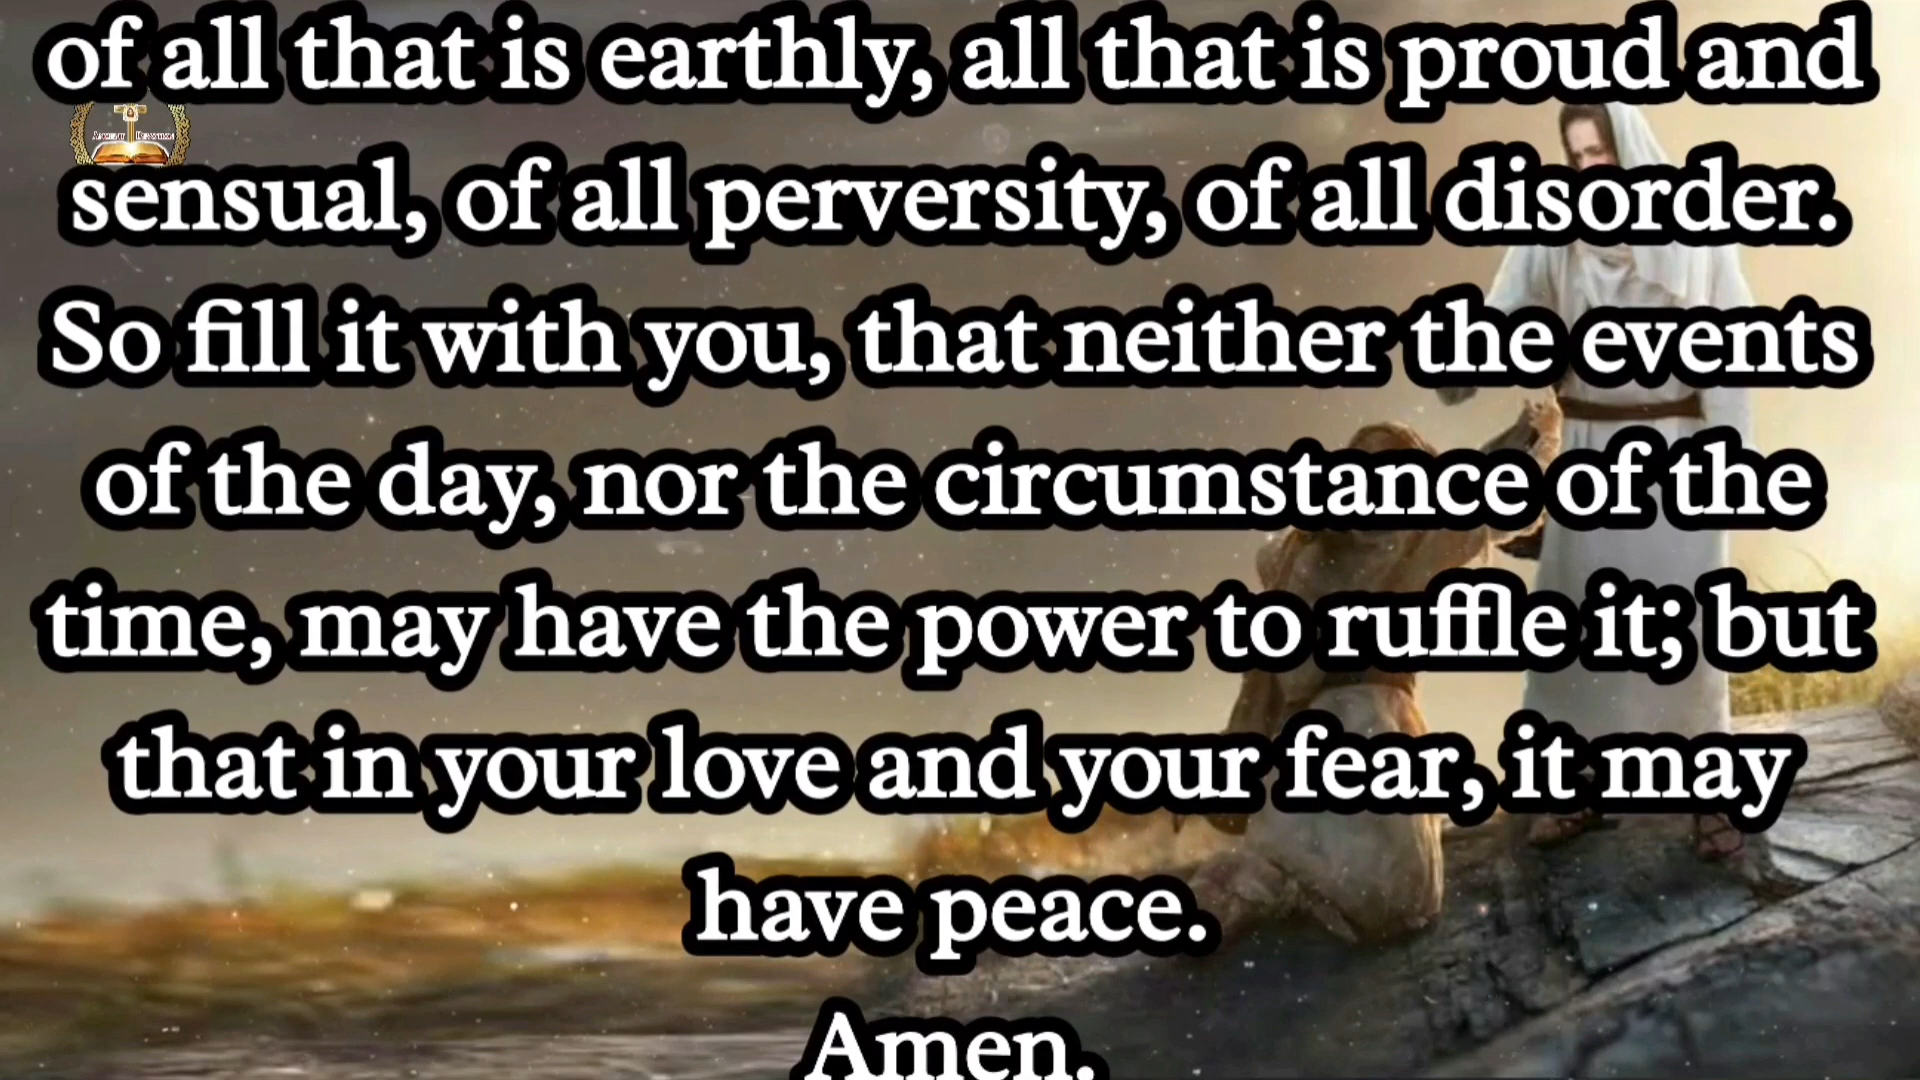 of all that is earthly, all that is proud and
ANCIENT DEVOTION
sensual, of all perversity, of all disorder.
So fill it with you, that neither the events
of the day, nor the circumstance of the
time, may have the power to ruffle it; but
that in your love and your fear, it may
have peace.
Amen.